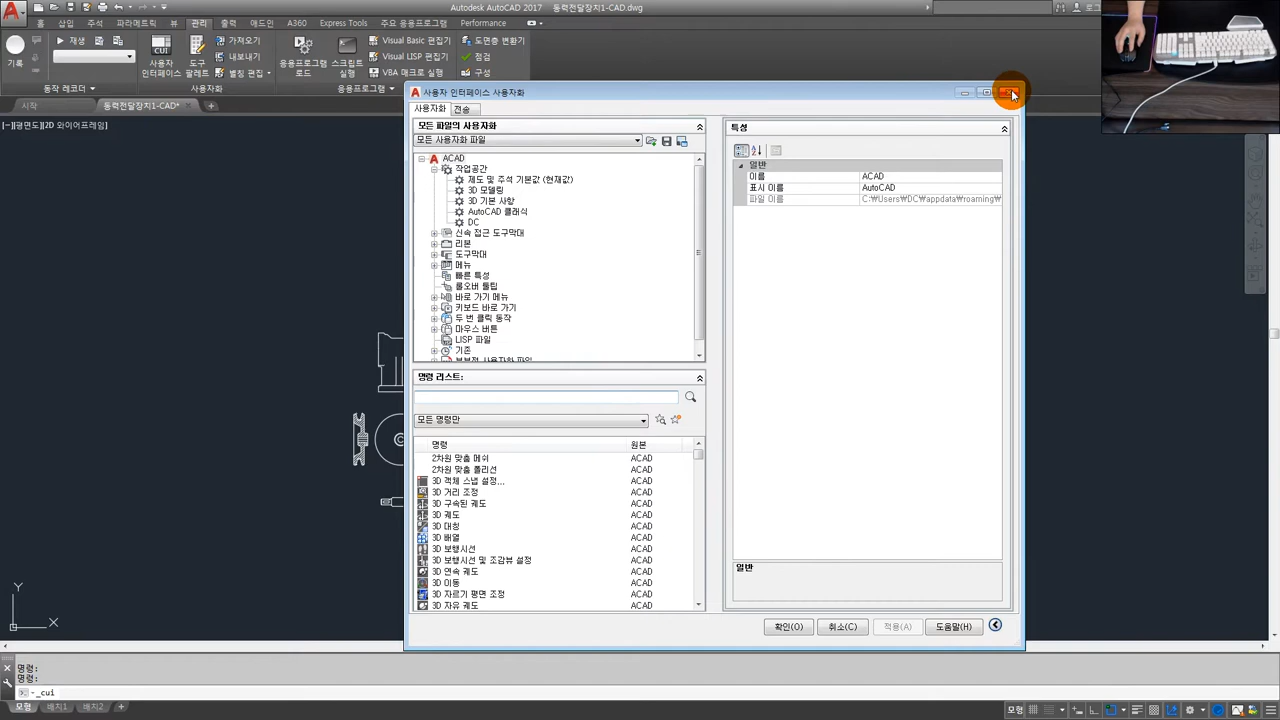 Autodesk AutoCAD 2017 동력전달장치1-CAD.dwg
홈 삽입 주석 파라메트릭 뷰 관리 출력 애드인 A360 Express Tools 주요 응용프로그램 Performance
기록
재생
동작 레코더
사용자
인터페이스
도구
팔레트
가져오기
내보내기
별칭 편집
사용자화
응용프로그램
로드
스크립트
실행
Visual Basic 편집기
Visual LISP 편집기
VBA 매크로 실행
응용프로그램
도면층 변환기
점검
구성
시작 동력전달장치1-CAD*
[-][평면도][2D 와이어프레임]
사용자 인터페이스 사용자화
사용자화 전송
모든 파일의 사용자화
모든 사용자화 파일
ACAD
작업공간
제도 및 주석 기본값 (현재값)
3D 모델링
3D 기본 사항
AutoCAD 클래식
DC
신속 접근 도구막대
리본
도구막대
메뉴
빠른 특성
롤오버 툴팁
바로 가기 메뉴
키보드 바로 가기
두 번 클릭 동작
마우스 버튼
LISP 파일
기존
부분적 사용자화 파일
명령 리스트:
모든 명령만
명령 원본
2차원 맞춤 메쉬 ACAD
2차원 맞춤 폴리선 ACAD
3D 객체 스냅 설정... ACAD
3D 거리 조정 ACAD
3D 구속된 궤도 ACAD
3D 궤도 ACAD
3D 대칭 ACAD
3D 배열 ACAD
3D 보행시선 ACAD
3D 보행시선 및 조감뷰 설정 ACAD
3D 연속 궤도 ACAD
3D 이동 ACAD
3D 자르기 평면 조정 ACAD
3D 자유 궤도 ACAD
특성
일반
이름 ACAD
표시 이름 AutoCAD
파일 이름 C:₩Users₩DC₩appdata₩roaming₩
일반
확인(O) 취소(C) 적용(A) 도움말(H)
Y
X
명령:
명령:
_cui
모형 배치1 배치2 +
모형